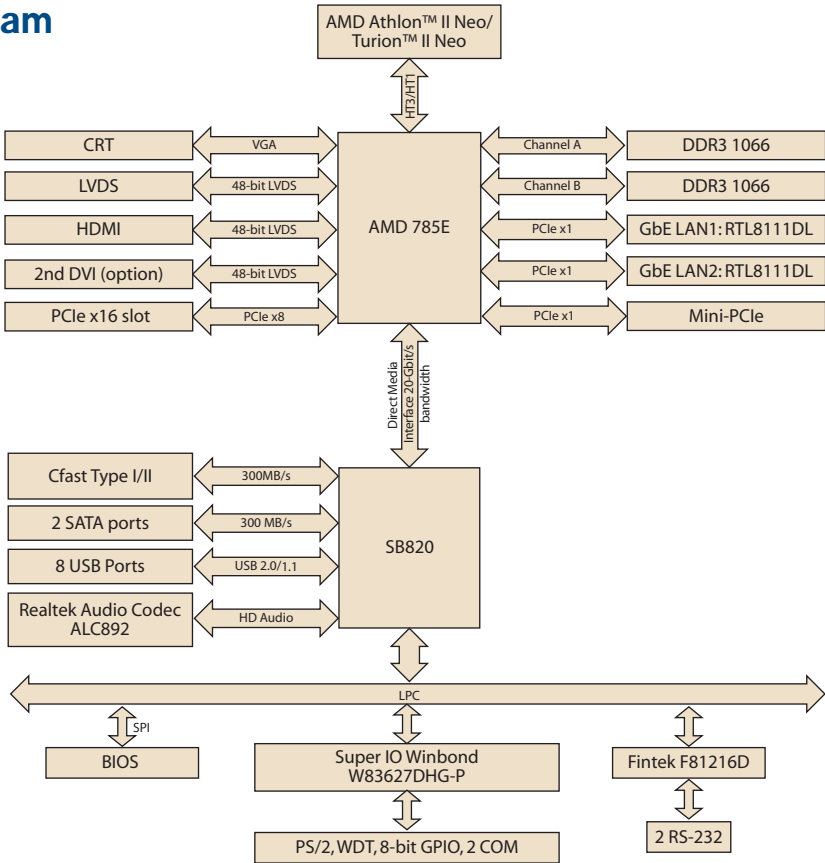 am
AMD Athlon™ II Neo/
Turion™ II Neo
HT3/HT1
CRT
VGA
Channel A
DDR3 1066
LVDS
48-bit LVDS
Channel B
DDR3 1066
HDMI
48-bit LVDS
AMD 785E
PCIe x1
GbE LAN1: RTL8111DL
2nd DVI (option)
48-bit LVDS
PCIe x1
GbE LAN2: RTL8111DL
PCIe x16 slot
PCIe x8
PCIe x1
Mini-PCIe
Direct Media
Interface 20-Gbit/s
bandwidth
Cfast Type I/II
300MB/s
2 SATA ports
300 MB/s
SB820
8 USB Ports
USB 2.0/1.1
Realtek Audio Codec
ALC892
HD Audio
LPC
SPI
BIOS
Super IO Winbond
W83627DHG-P
Fintek F81216D
PS/2, WDT, 8-bit GPIO, 2 COM
2 RS-232